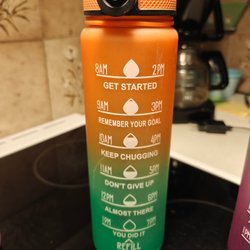 8AM 2PM
GET STARTED
9AM 3PM
REMEMBER YOUR GOAL
10AM 4PM
KEEP CHUGGING
11AM 5PM
DON'T GIVE UP
12PM 6PM
ALMOST THERE
1PM 7PM
YOU DID IT
REFILL